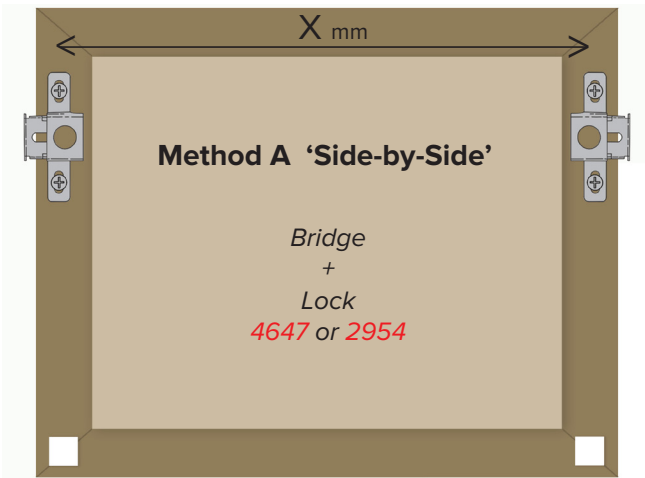 X mm
Method A ‘Side-by-Side’
Bridge
+
Lock
4647 or 2954